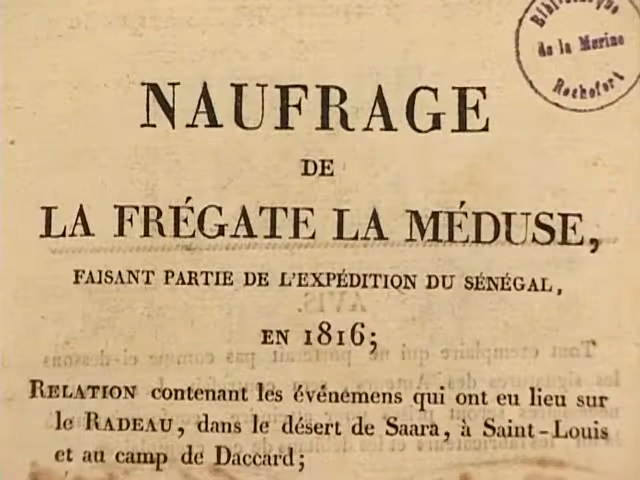 Bibliothèque
de la Marine
Rochefort
NAUFRAGE
DE
LA FRÉGATE LA MÉDUSE,
FAISANT PARTIE DE L'EXPÉDITION DU SÉNÉGAL,
EN 1816;
RELATION contenant les événemens qui ont eu lieu sur
le RADEAU, dans le désert de Saara, à Saint-Louis
et au camp de Daccard;